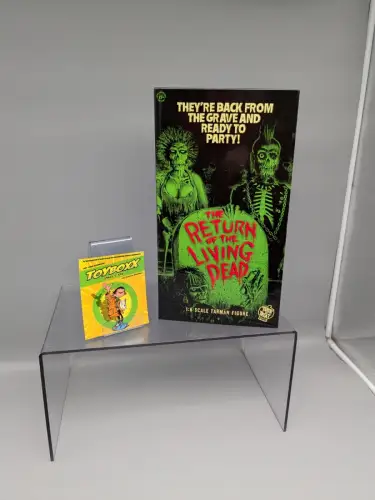 THEY'RE BACK FROM
THE GRAVE AND
READY TO
PARTY!
THE
RETURN
OF THE
LIVING
DEAD
1:6 SCALE TARMAN FIGURE
TOYBOXX